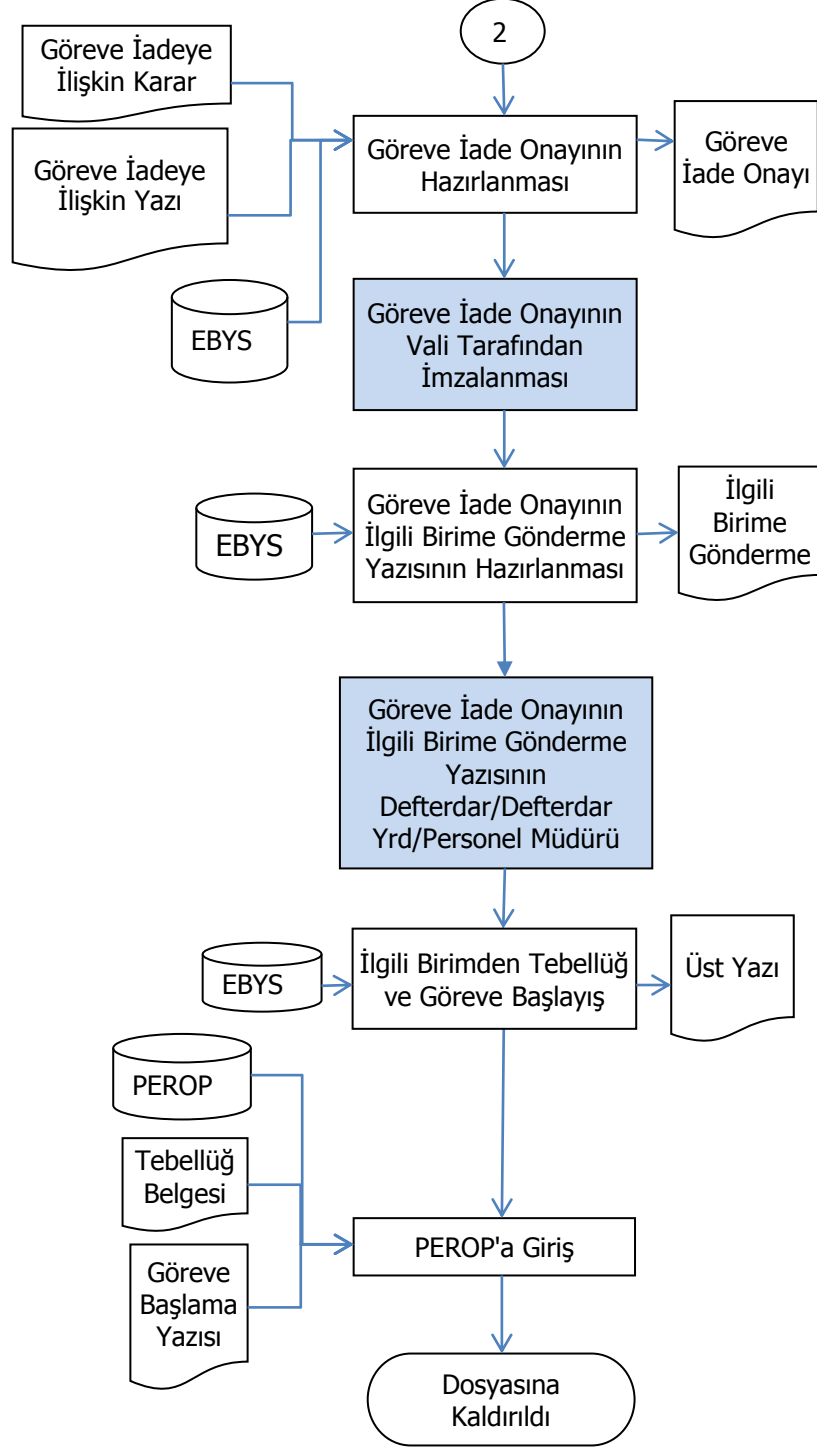 2
Göreve İadeye
İlişkin Karar
Göreve İadeye
İlişkin Yazı
EBYS
Göreve İade Onayının
Hazırlanması
Göreve
İade Onayı
Göreve İade Onayının
Vali Tarafından
İmzalanması
EBYS
Göreve İade Onayının
İlgili Birime Gönderme
Yazısının Hazırlanması
İlgili
Birime
Gönderme
Göreve İade Onayının
İlgili Birime Gönderme
Yazısının
Defterdar/Defterdar
Yrd/Personel Müdürü
EBYS
İlgili Birimden Tebellüğ
ve Göreve Başlayış
Üst Yazı
PEROP
Tebellüğ
Belgesi
Göreve
Başlama
Yazısı
PEROP'a Giriş
Dosyasına
Kaldırıldı